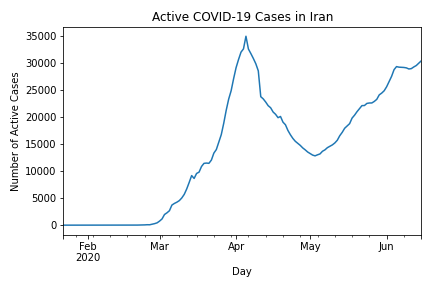 Active COVID-19 Cases in Iran
Number of Active Cases
35000
30000
25000
20000
15000
10000
5000
0
Feb
2020
Mar
Apr
May
Jun
Day